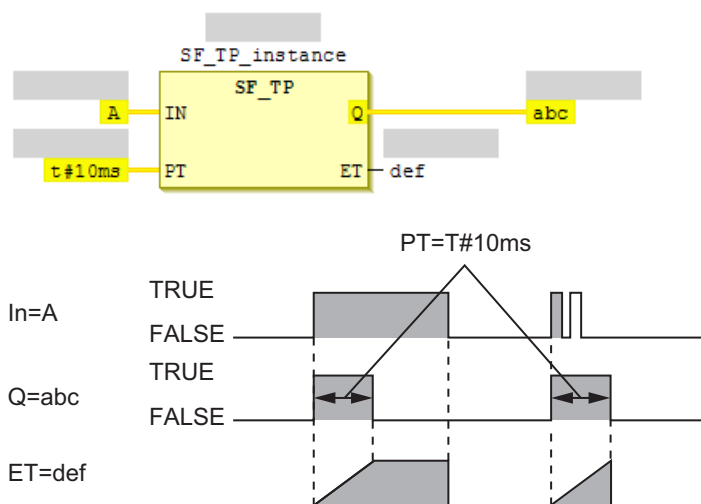 SF_TP_instance
SF_TP
A IN Q abc
t#10ms PT ET def
PT=T#10ms
In=A TRUE
FALSE
Q=abc TRUE
FALSE
ET=def